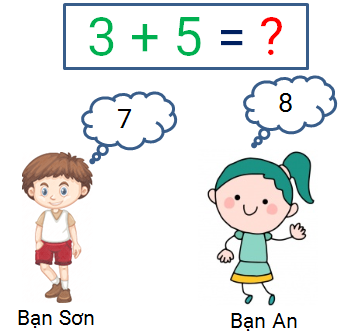 3 + 5 = ?
7
8
Bạn Sơn
Bạn An